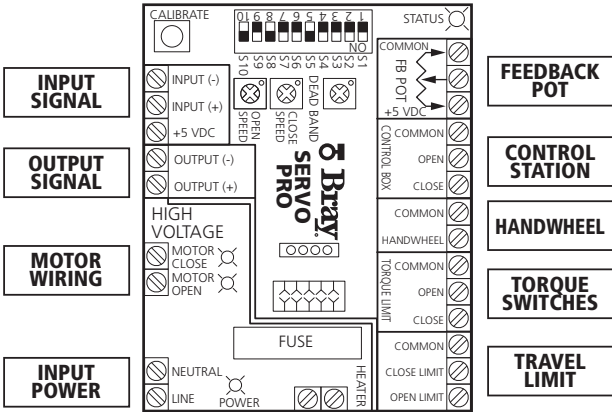 CALIBRATE
10 9 8 7 6 5 4 3 2 1
NO
S10 S9 S8 S7 S6 S5 S4 S3 S2 S1
STATUS
INPUT
SIGNAL
INPUT (-)
INPUT (+)
+5 VDC
OPEN
SPEED
CLOSE
SPEED
DEAD BAND
COMMON
FB POT
+5 VDC
FEEDBACK
POT
OUTPUT
SIGNAL
OUTPUT (-)
OUTPUT (+)
Bray
SERVO
PRO
CONTROL BOX
COMMON
OPEN
CLOSE
CONTROL
STATION
HIGH
VOLTAGE
COMMON
HANDWHEEL
HANDWHEEL
MOTOR
WIRING
MOTOR
CLOSE
MOTOR
OPEN
TORQUE LIMIT
COMMON
OPEN
CLOSE
TORQUE
SWITCHES
INPUT
POWER
NEUTRAL
LINE
POWER
FUSE
HEATER
COMMON
CLOSE LIMIT
OPEN LIMIT
TRAVEL
LIMIT